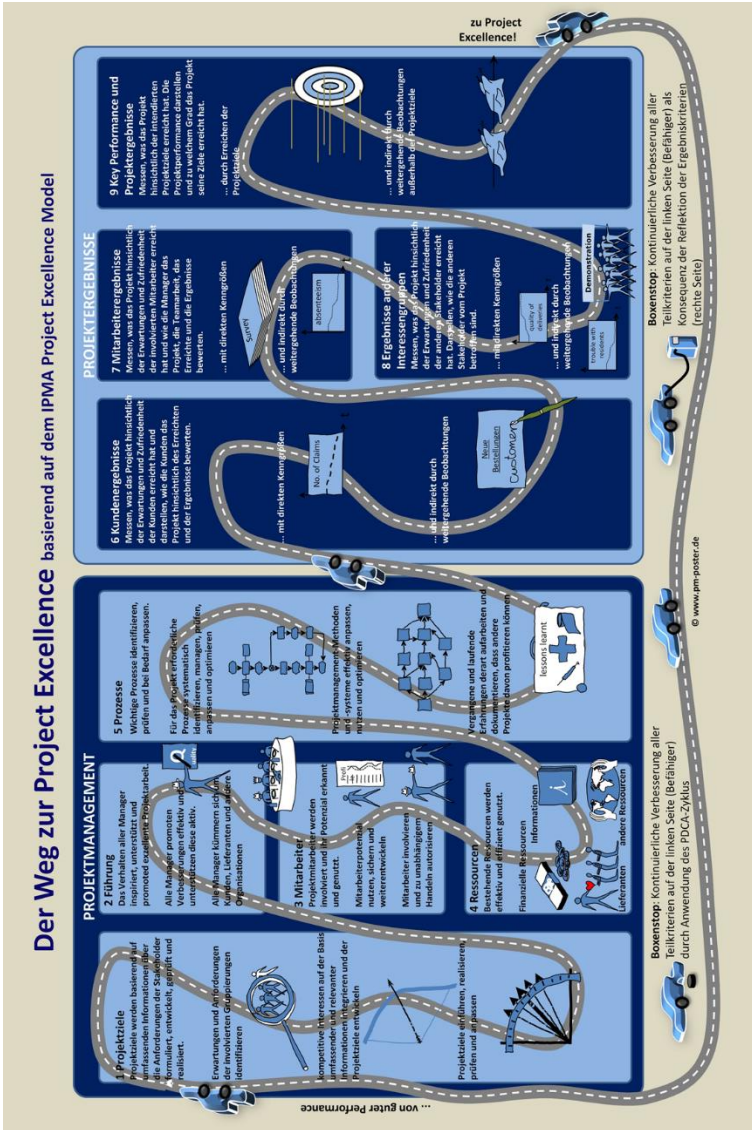 Der Weg zur Project Excellence basierend auf dem IPMA Project Excellence Model
... von guter Performance
PROJEKTMANAGEMENT
1 Projektziele
Projektziele werden basierend auf
umfassenden Informationen über
die Anforderungen der Stakeholder
formuliert, entwickelt, geprüft und
realisiert.
Erwartungen und Anforderungen
der involvierten Gruppierungen
identifizieren
kompetitive Interessen auf der Basis
umfassender und relevanter
Informationen integrieren und der
Projektziele entwickeln
Projektziele einführen, realisieren,
prüfen und anpassen
2 Führung
Das Verhalten aller Manager
inspiriert, unterstützt und
promoted excellente Projektarbeit.
Alle Manager promoten
Verbesserungen effektiv und
unterstützen diese aktiv.
Alle Manager kümmern sich um
Kunden, Lieferanten und andere
Organisationen
3 Mitarbeiter
Projektmitarbeiter werden
involviert und ihr Potenzial erkannt
und genutzt.
Mitarbeiterpotential
nutzen, sichern und
weiterentwickeln
Profil
Mitarbeiter involvieren
und zu unabhängigem
Handeln autorisieren
4 Ressourcen
Bestehende Ressourcen werden
effektiv und effizient genutzt.
Finanzielle Ressourcen
Informationen
Lieferanten
andere Ressourcen
5 Prozesse
Wichtige Prozesse identifizieren,
prüfen und bei Bedarf anpassen.
Für das Projekt erforderliche
Prozesse systematisch
identifizieren, managen, prüfen,
anpassen und optimieren
Projektmanagement-Methoden
und -systeme effektiv anpassen,
nutzen und optimieren
Vergangene und laufende
Erfahrungen derart aufarbeiten und
dokumentieren, dass andere
Projekte davon profitieren können
lessons learnt
PROJEKTERGEBNISSE
6 Kundenergebnisse
Messen, was das Projekt hinsichtlich
der Erwartungen und Zufriedenheit
der Kunden erreicht hat und
darstellen, wie die Kunden das
Projekt hinsichtlich des Erreichten
und der Ergebnisse bewerten.
... mit direkten Kenngrößen
No. of Claims
... und indirekt durch
weitergehende Beobachtungen
Neue
Bestellungen
Customer
7 Mitarbeiterergebnisse
Messen, was das Projekt hinsichtlich
der Erwartungen und Zufriedenheit
der involvierten Mitarbeiter erreicht
hat und wie die Manager das
Projekt, die Teamarbeit, das
Erreichte und die Ergebnisse
bewerten.
... mit direkten Kenngrößen
Survey
... und indirekt durch
weitergehende Beobachtungen
absenteeism
8 Ergebnisse anderer
Interessengruppen
Messen, was das Projekt hinsichtlich
der Erwartungen und Zufriedenheit
der anderen Stakeholder erreicht
hat. Darstellen, wie die anderen
Stakeholder vom Projekt
betroffen sind.
... mit direkten Kenngrößen
quality of
deliveries
... und indirekt durch
weitergehende Beobachtungen
trouble with
Demonstration
9 Key Performance und
Projektergebnisse
Messen, was das Projekt
hinsichtlich der intendierten
Projektziele erreicht hat. Die
Projektperformance darstellen
und zu welchem Grad das Projekt
seine Ziele erreicht hat.
... durch Erreichen der
Projektziele
... und indirekt durch
weitergehende Beobachtungen
außerhalb der Projektziele
zu Project
Excellence!
Boxenstop: Kontinuierliche Verbesserung aller
Teilkriterien auf der linken Seite (Befähiger)
durch Anwendung des PDCA-Zyklus
© www.pm-poster.de
Boxenstop: Kontinuierliche Verbesserung aller
Teilkriterien auf der linken Seite (Befähiger) als
Konsequenz der Reflektion der Ergebniskriterien
(rechte Seite)